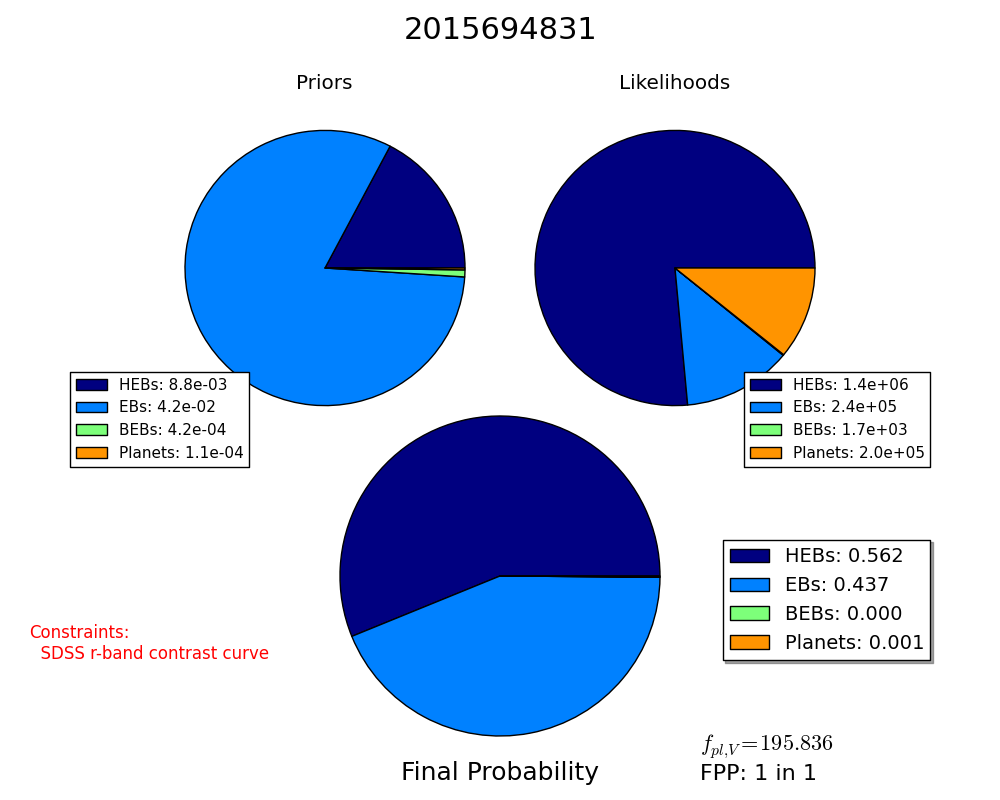 2015694831
Priors
Likelihoods
HEBs: 8.8e-03
EBs: 4.2e-02
BEBs: 4.2e-04
Planets: 1.1e-04
HEBs: 1.4e+06
EBs: 2.4e+05
BEBs: 1.7e+03
Planets: 2.0e+05
HEBs: 0.562
EBs: 0.437
BEBs: 0.000
Planets: 0.001
Constraints:
SDSS r-band contrast curve
Final Probability
f_{pl,V}=195.836
FPP: 1 in 1